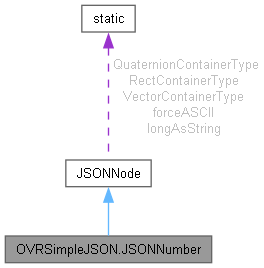 static
QuaternionContainerType
RectContainerType
VectorContainerType
forceASCII
longAsString
JSONNode
OVRSimpleJSON.JSONNumber